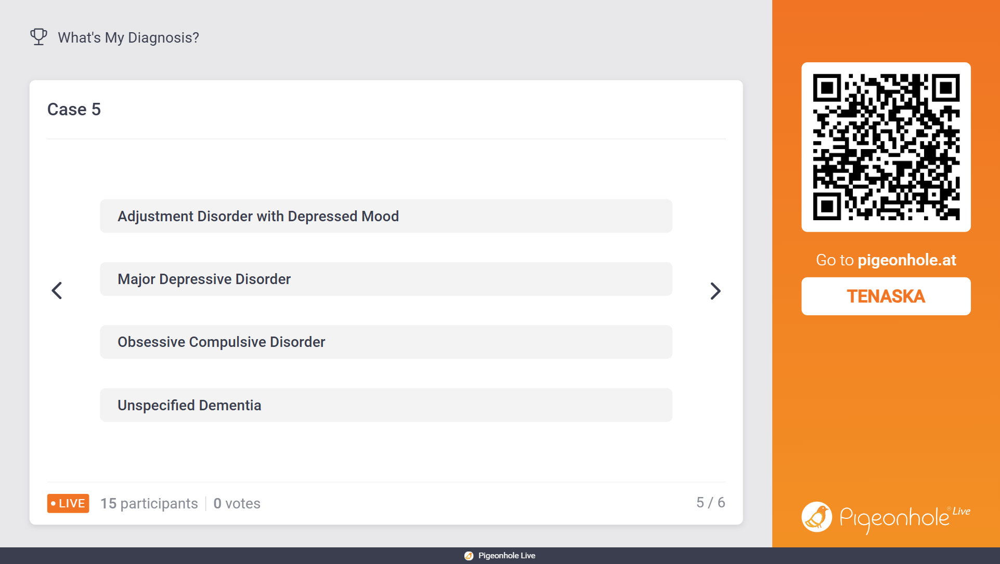 What's My Diagnosis?
Case 5
Adjustment Disorder with Depressed Mood
Major Depressive Disorder
Obsessive Compulsive Disorder
Unspecified Dementia
LIVE 15 participants 0 votes 5 / 6
Go to pigeonhole.at
TENASKA
Pigeonhole® Live
Pigeonhole Live